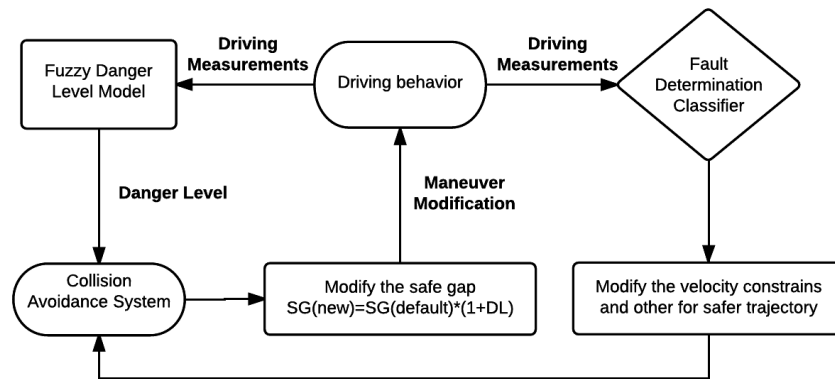 Driving
Measurements
Driving
Measurements
Fuzzy Danger
Level Model
Driving behavior
Fault
Determination
Classifier
Danger Level
Maneuver
Modification
Collision
Avoidance System
Modify the safe gap
SG(new)=SG(default)*(1+DL)
Modify the velocity constrains
and other for safer trajectory